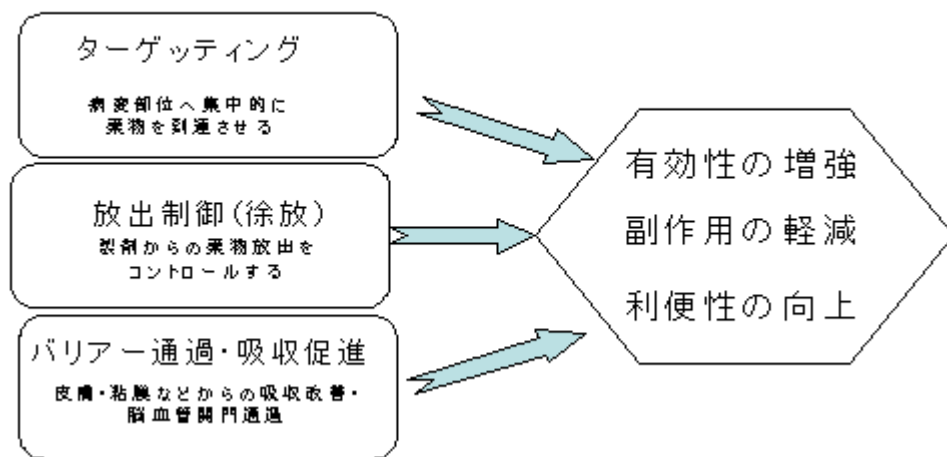 ターゲッティング
病変部位へ集中的に
薬物を到達させる
放出制御(徐放)
製剤からの薬物放出を
コントロールする
バリアー通過・吸収促進
皮膚・粘膜などからの吸収改善・
脳血管関門通過
有効性の増強
副作用の軽減
利便性の向上